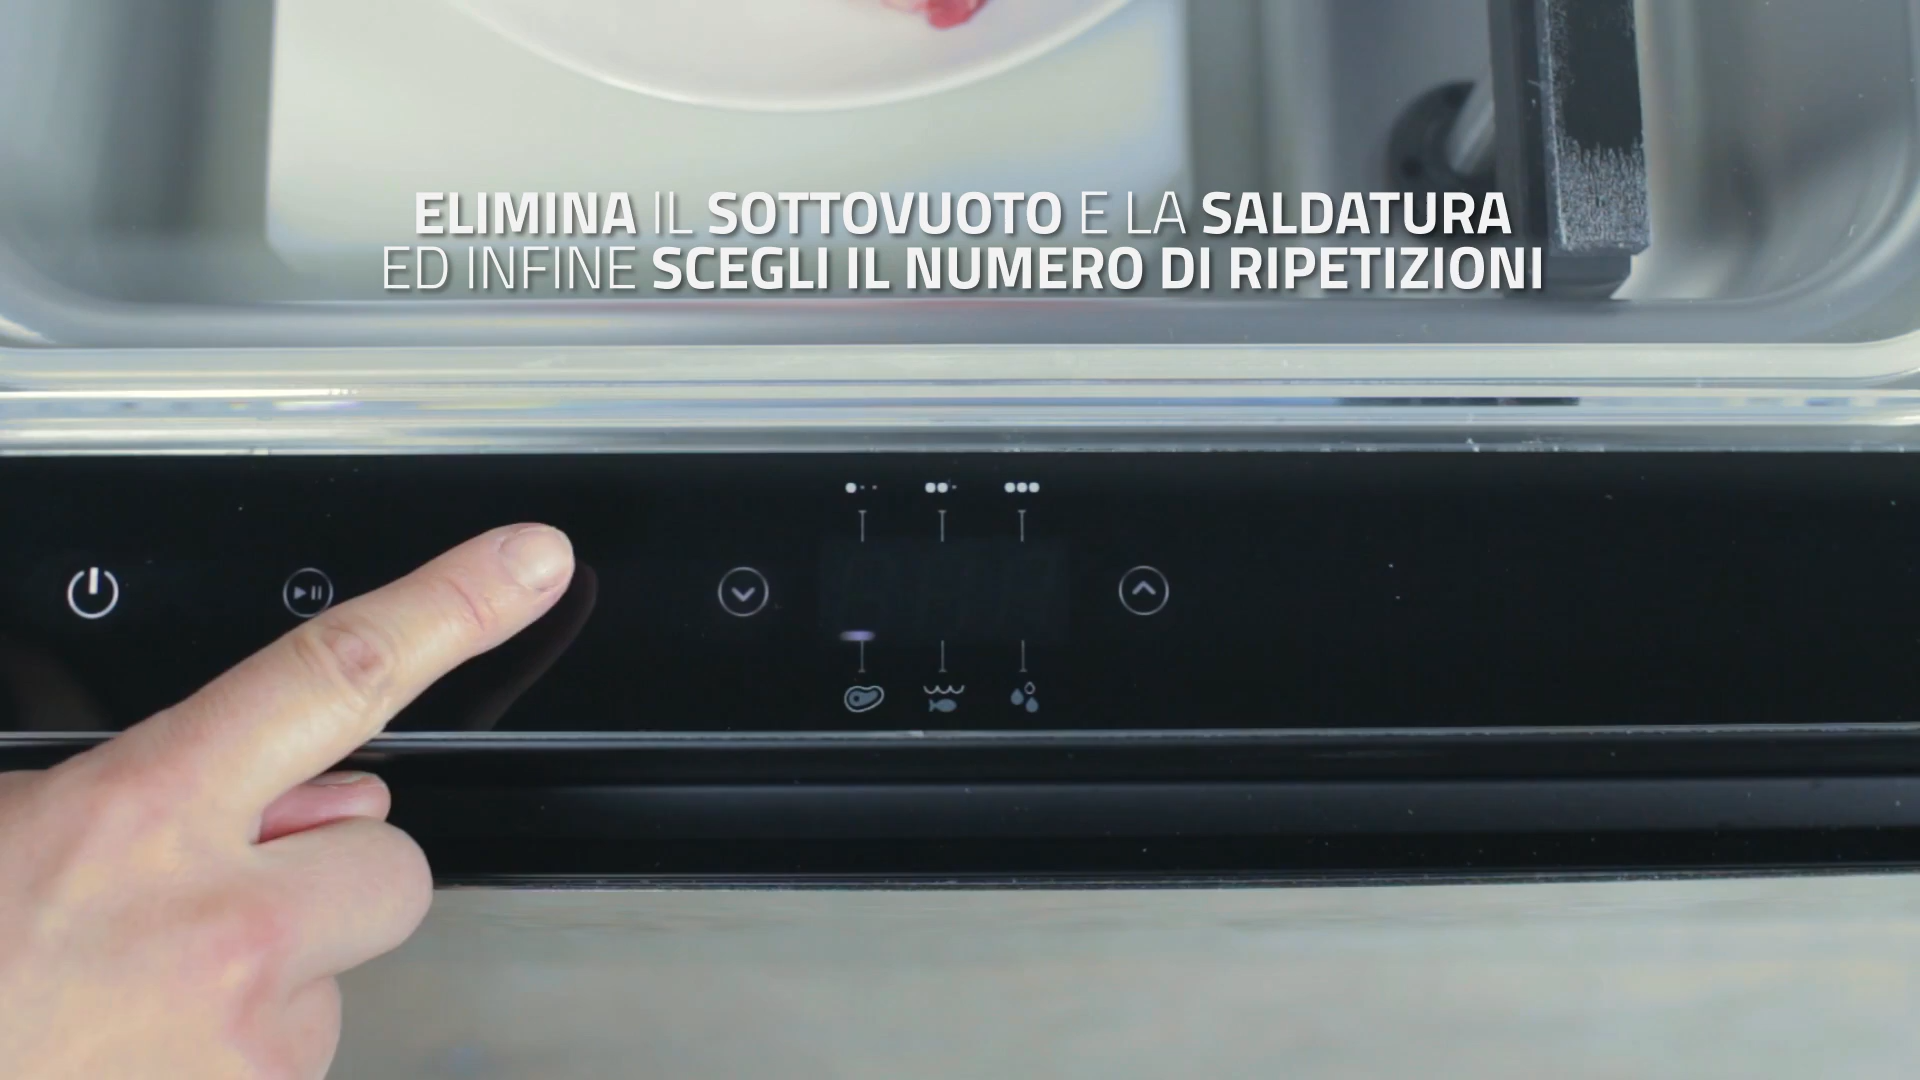 ELIMINA IL SOTTOVUOTO E LA SALDATURA
ED INFINE SCEGLI IL NUMERO DI RIPETIZIONI